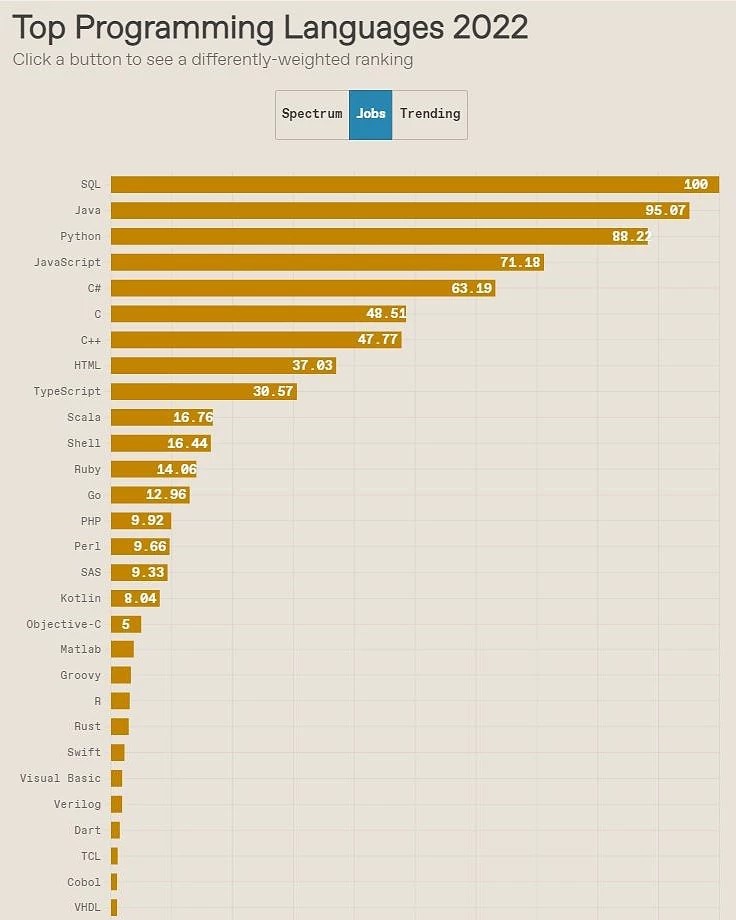 Top Programming Languages 2022
Click a button to see a differently-weighted ranking
Spectrum Jobs Trending
SQL 100
Java 95.07
Python 88.22
JavaScript 71.18
C# 63.19
C 48.51
C++ 47.77
HTML 37.03
TypeScript 30.57
Scala 16.76
Shell 16.44
Ruby 14.06
Go 12.96
PHP 9.92
Perl 9.66
SAS 9.33
Kotlin 8.04
Objective-C 5
Matlab
Groovy
R
Rust
Swift
Visual Basic
Verilog
Dart
TCL
Cobol
VHDL